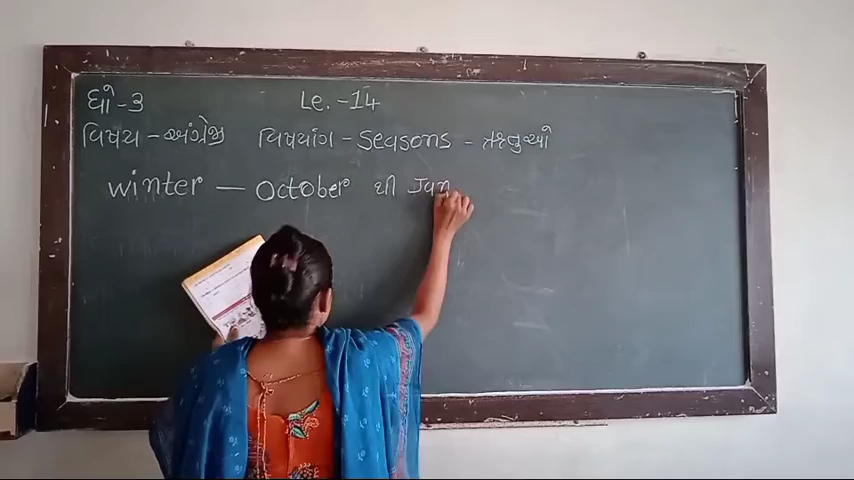 ધો-3 Le. -14
વિષય -અંગ્રેજી વિષયાંગ -Seasons - ઋતુઓ
winter — October થી Jan